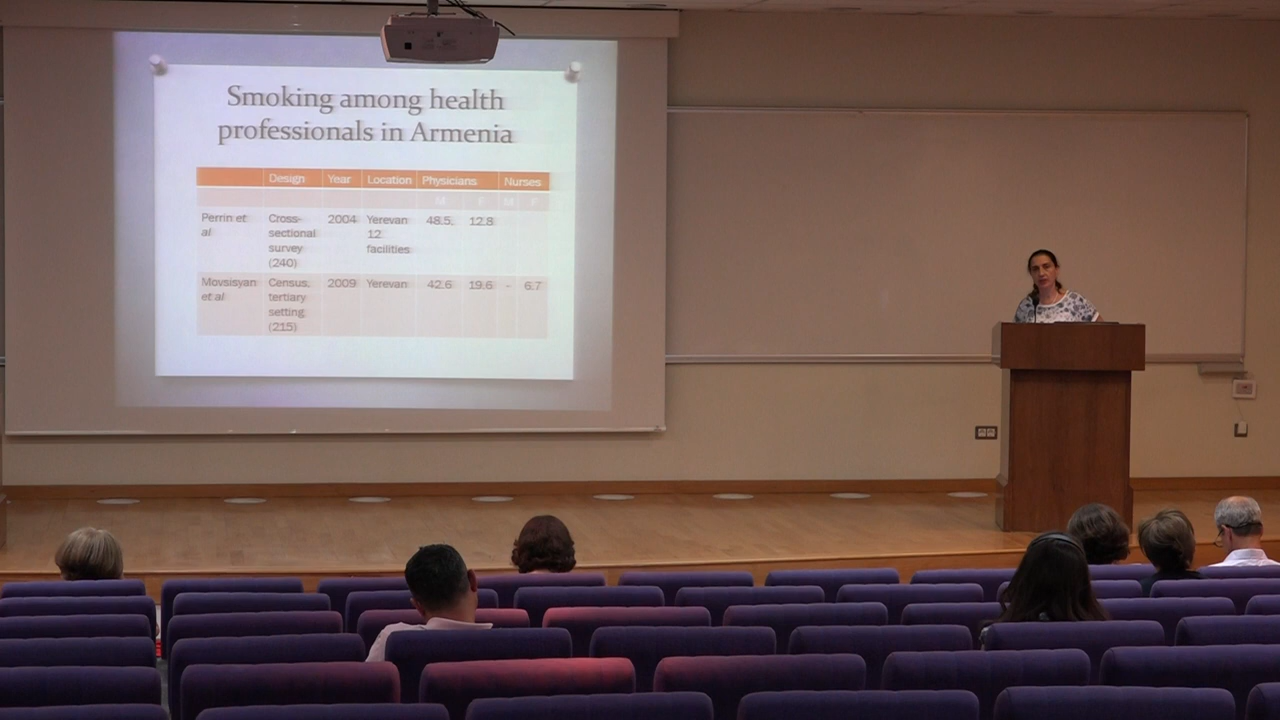 Smoking among health
professionals in Armenia
Design Year Location Physicians Nurses
M F M F
Perrin et al Cross-sectional survey (240) 2004 Yerevan 12 facilities 48.5 12.8
Movsisyan et al Census, tertiary setting (215) 2009 Yerevan 42.6 19.6 - 6.7